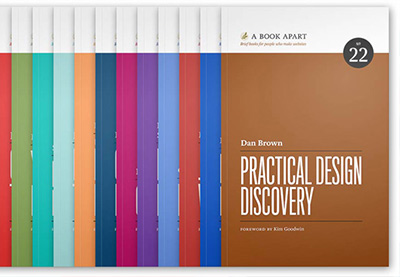 A BOOK APART
Brief books for people who make websites
Nº
22
Dan Brown
PRACTICAL DESIGN
DISCOVERY
FOREWORD BY Kim Goodwin